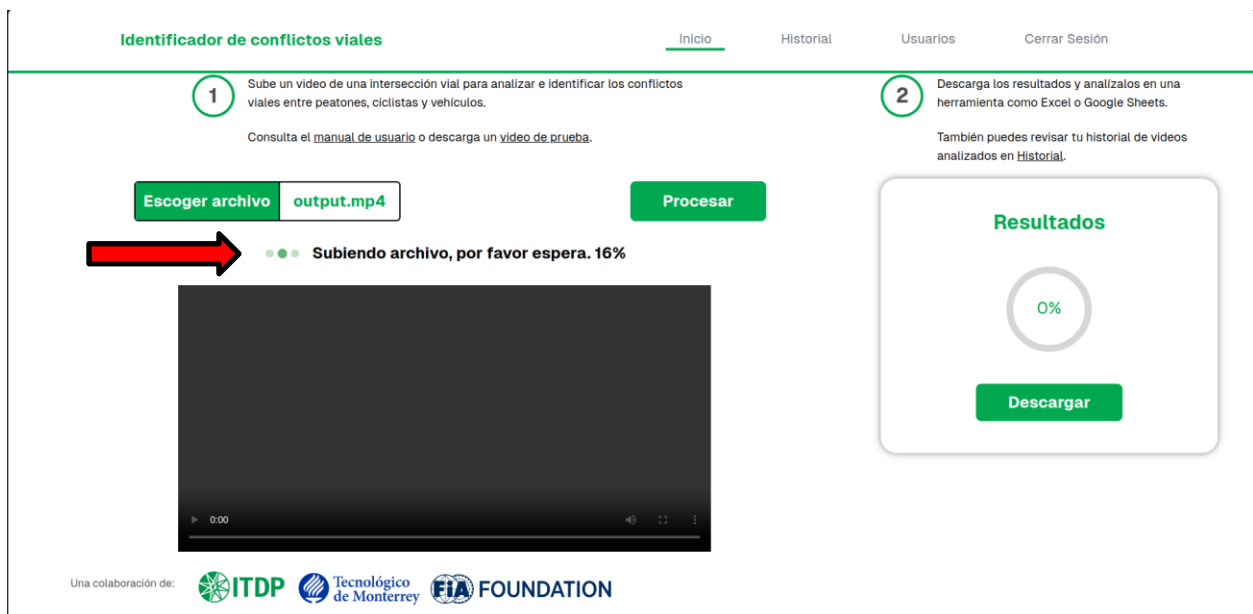 Identificador de conflictos viales
Inicio
Historial
Usuarios
Cerrar Sesión
1
Sube un video de una intersección vial para analizar e identificar los conflictos
viales entre peatones, ciclistas y vehículos.
Consulta el manual de usuario o descarga un video de prueba.
2
Descarga los resultados y analízalos en una
herramienta como Excel o Google Sheets.
También puedes revisar tu historial de videos
analizados en Historial.
Escoger archivo
output.mp4
Procesar
Subiendo archivo, por favor espera. 16%
0:00
Resultados
0%
Descargar
Una colaboración de:
ITDP
Tecnológico
de Monterrey
FiA FOUNDATION